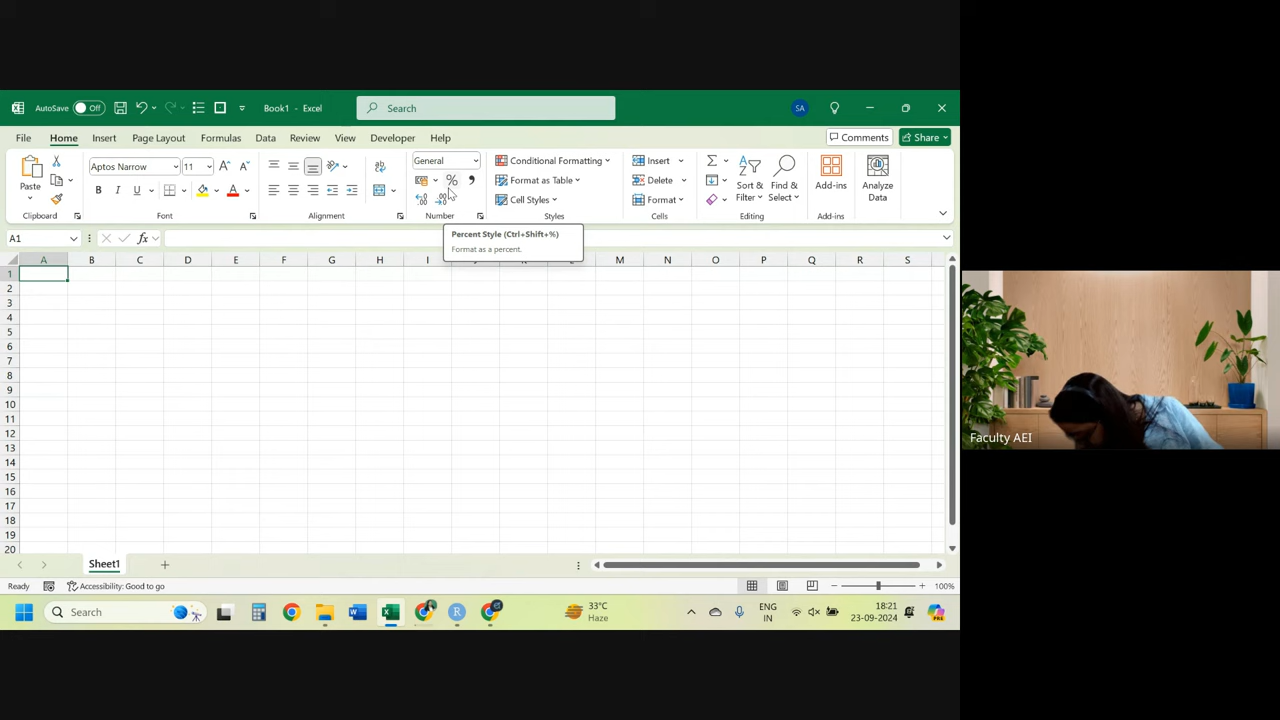 AutoSave Off Book1 - Excel Search SA
File Home Insert Page Layout Formulas Data Review View Developer Help Comments Share
Paste
Clipboard
Aptos Narrow 11 A A
B I U A
Font
ab
Alignment
General
% ,
Number
Conditional Formatting
Format as Table
Cell Styles
Styles
Insert
Delete
Format
Cells
Sort & Filter
Find & Select
Editing
Add-ins
Add-ins
Analyze Data
A1 fx
Percent Style (Ctrl+Shift+%)
Format as a percent.
A B C D E F G H I M N O P Q R S
1
2
3
4
5
6
7
8
9
10
11
12
13
14
15
16
17
18
19
20
Faculty AEI
Sheet1
Ready Accessibility: Good to go 100%
Search
33°C
Haze
ENG
IN
18:21
23-09-2024